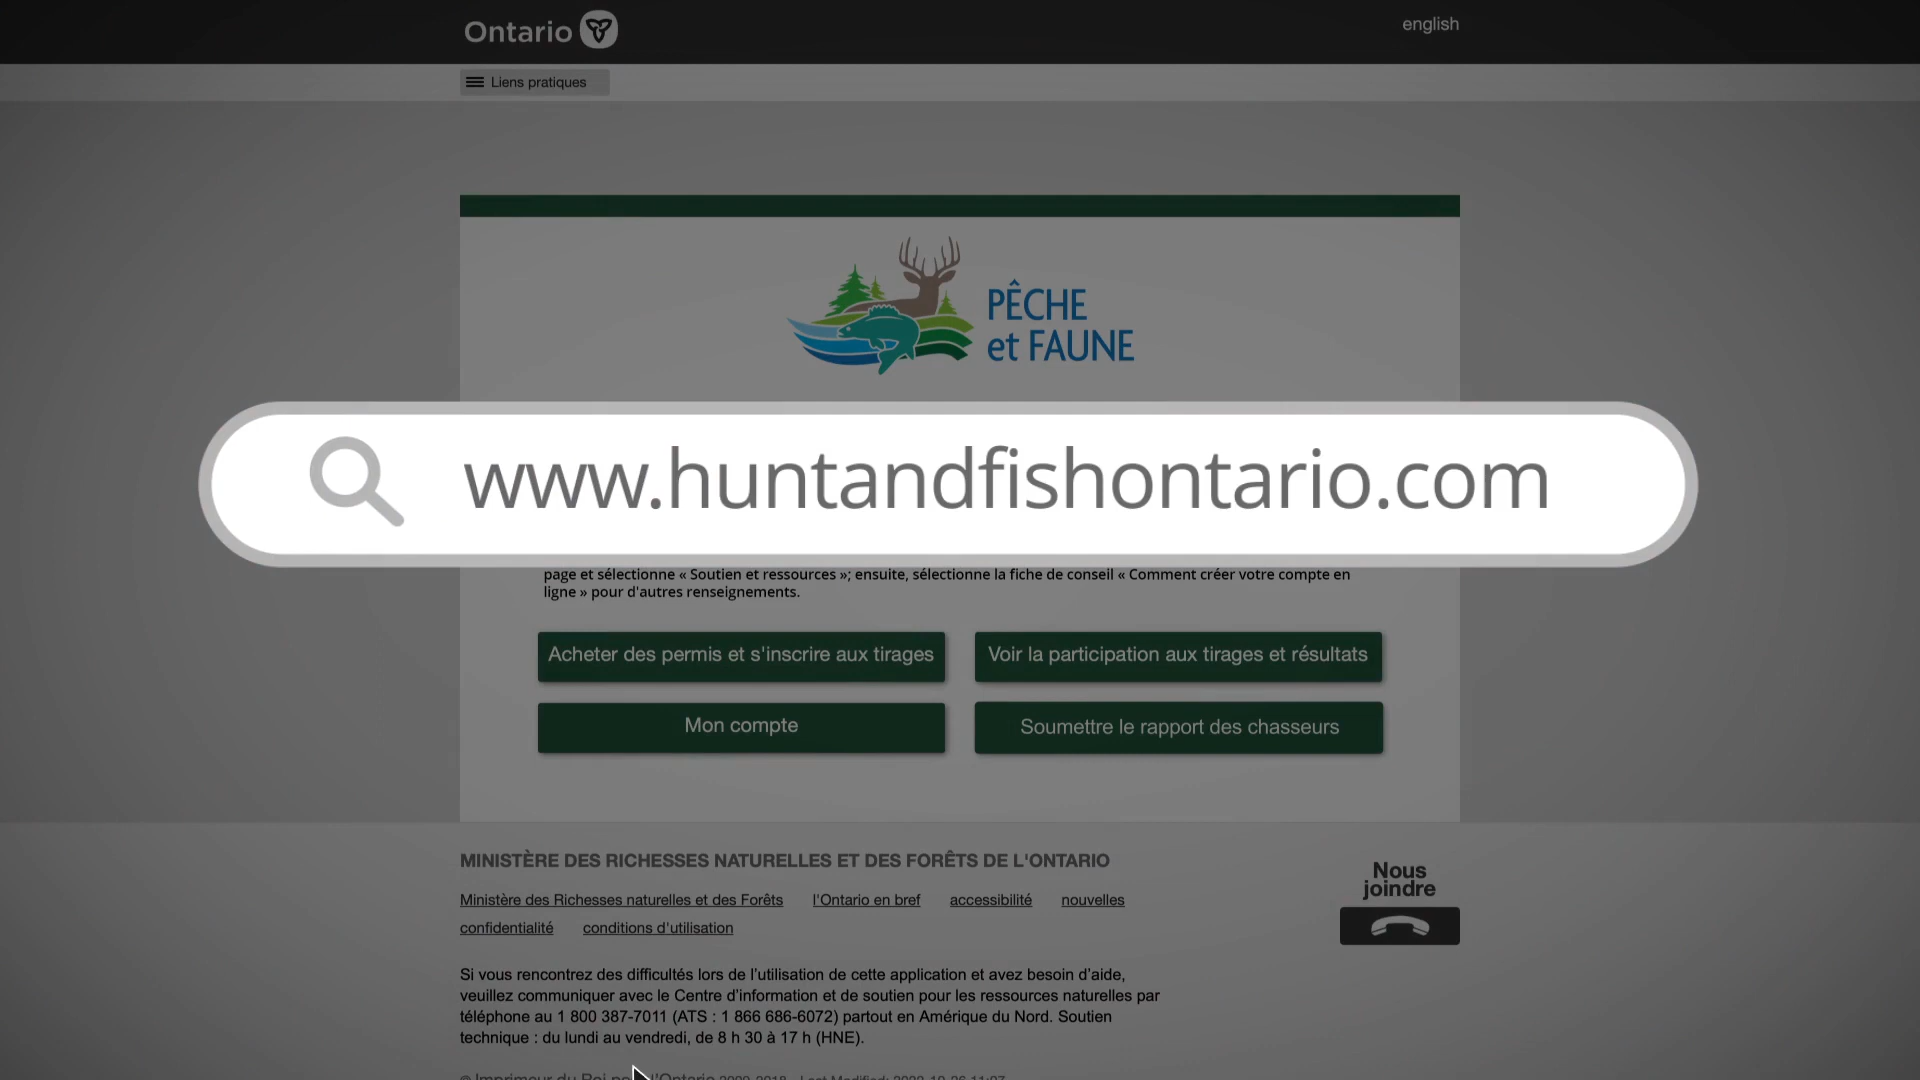 Ontario
english
Liens pratiques
PÊCHE
et FAUNE
www.huntandfishontario.com
page et sélectionne « Soutien et ressources »; ensuite, sélectionne la fiche de conseil « Comment créer votre compte en
ligne » pour d'autres renseignements.
Acheter des permis et s'inscrire aux tirages
Voir la participation aux tirages et résultats
Mon compte
Soumettre le rapport des chasseurs
MINISTÈRE DES RICHESSES NATURELLES ET DES FORÊTS DE L'ONTARIO
Ministère des Richesses naturelles et des Forêts l'Ontario en bref accessibilité nouvelles
confidentialité conditions d'utilisation
Nous
joindre
Si vous rencontrez des difficultés lors de l’utilisation de cette application et avez besoin d’aide,
veuillez communiquer avec le Centre d’information et de soutien pour les ressources naturelles par
téléphone au 1 800 387-7011 (ATS : 1 866 686-6072) partout en Amérique du Nord. Soutien
technique : du lundi au vendredi, de 8 h 30 à 17 h (HNE).
© Imprimeur du Roi l'Ontario